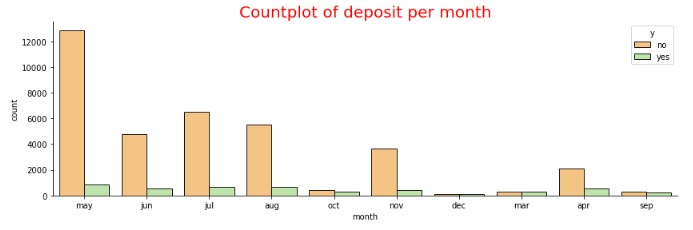 Countplot of deposit per month
y
no
yes
12000
10000
8000
6000
4000
2000
0
count
may jun jul aug oct nov dec mar apr sep
month